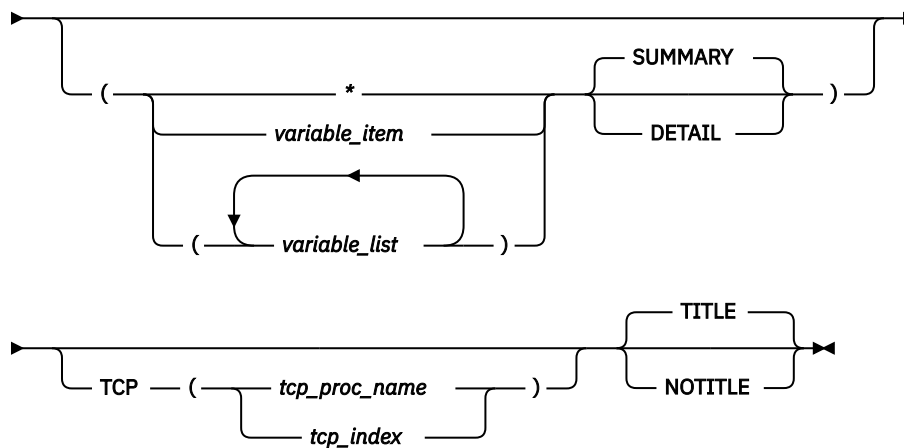 SUMMARY
( * )
variable_item
DETAIL
( variable_list )
TITLE
TCP ( tcp_proc_name )
NOTITLE
tcp_index